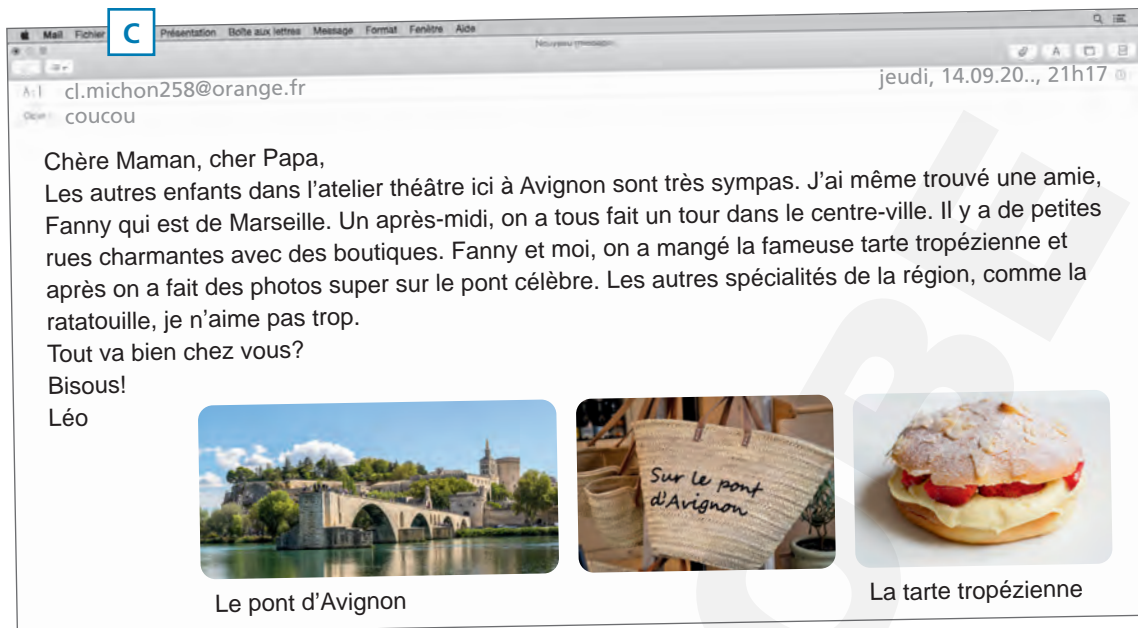 C
Mail Fichier Présentation Boîte aux lettres Message Format Fenêtre Aide
Nouveau message
jeudi, 14.09.20.., 21h17
cl.michon258@orange.fr
coucou
Chère Maman, cher Papa,
Les autres enfants dans l'atelier théâtre ici à Avignon sont très sympas. J'ai même trouvé une amie,
Fanny qui est de Marseille. Un après-midi, on a tous fait un tour dans le centre-ville. Il y a de petites
rues charmantes avec des boutiques. Fanny et moi, on a mangé la fameuse tarte tropézienne et
après on a fait des photos super sur le pont célèbre. Les autres spécialités de la région, comme la
ratatouille, je n'aime pas trop.
Tout va bien chez vous?
Bisous!
Léo
Sur le pont
d'Avignon
Le pont d'Avignon
La tarte tropézienne